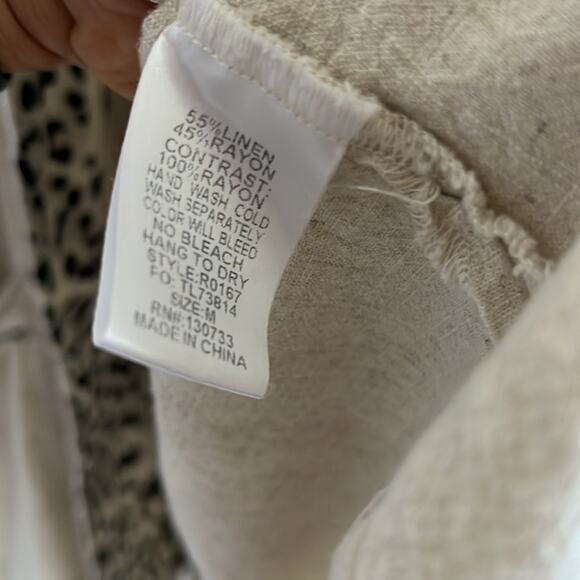 55%LINEN
45%RAYON
CONTRAST:
100%RAYON
HAND WASH COLD
WASH SEPARATELY
COLOR WILL BLEED
NO BLEACH
HANG TO DRY
STYLE:R0167
PO: TL73814
SIZE:M
RN#:130733
MADE IN CHINA